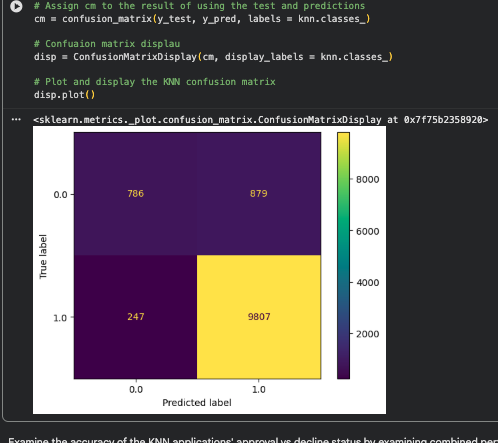 # Assign cm to the result of using the test and predictions
cm = confusion_matrix(y_test, y_pred, labels = knn.classes_)
# Confuaion matrix displau
disp = ConfusionMatrixDisplay(cm, display_labels = knn.classes_)
# Plot and display the KNN confusion matrix
disp.plot()
... <sklearn.metrics._plot.confusion_matrix.ConfusionMatrixDisplay at 0x7f75b2358920>
True label
0.0
786
879
1.0
247
9807
0.0
1.0
Predicted label
8000
6000
4000
2000
Examine the accuracy of the KNN applications' approval vs decline status by examining combined